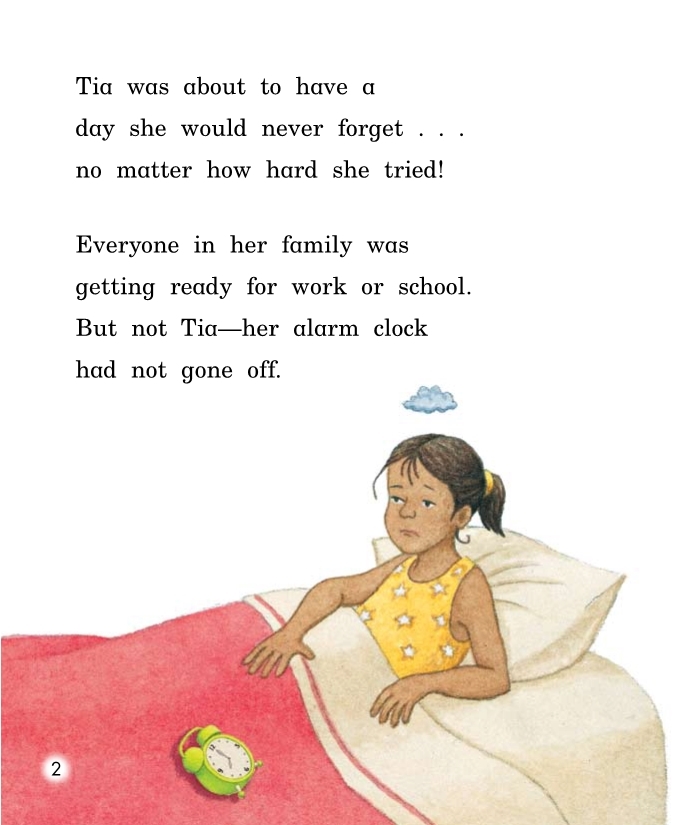 Tia was about to have a
day she would never forget . . .
no matter how hard she tried!
Everyone in her family was
getting ready for work or school.
But not Tia—her alarm clock
had not gone off.
2